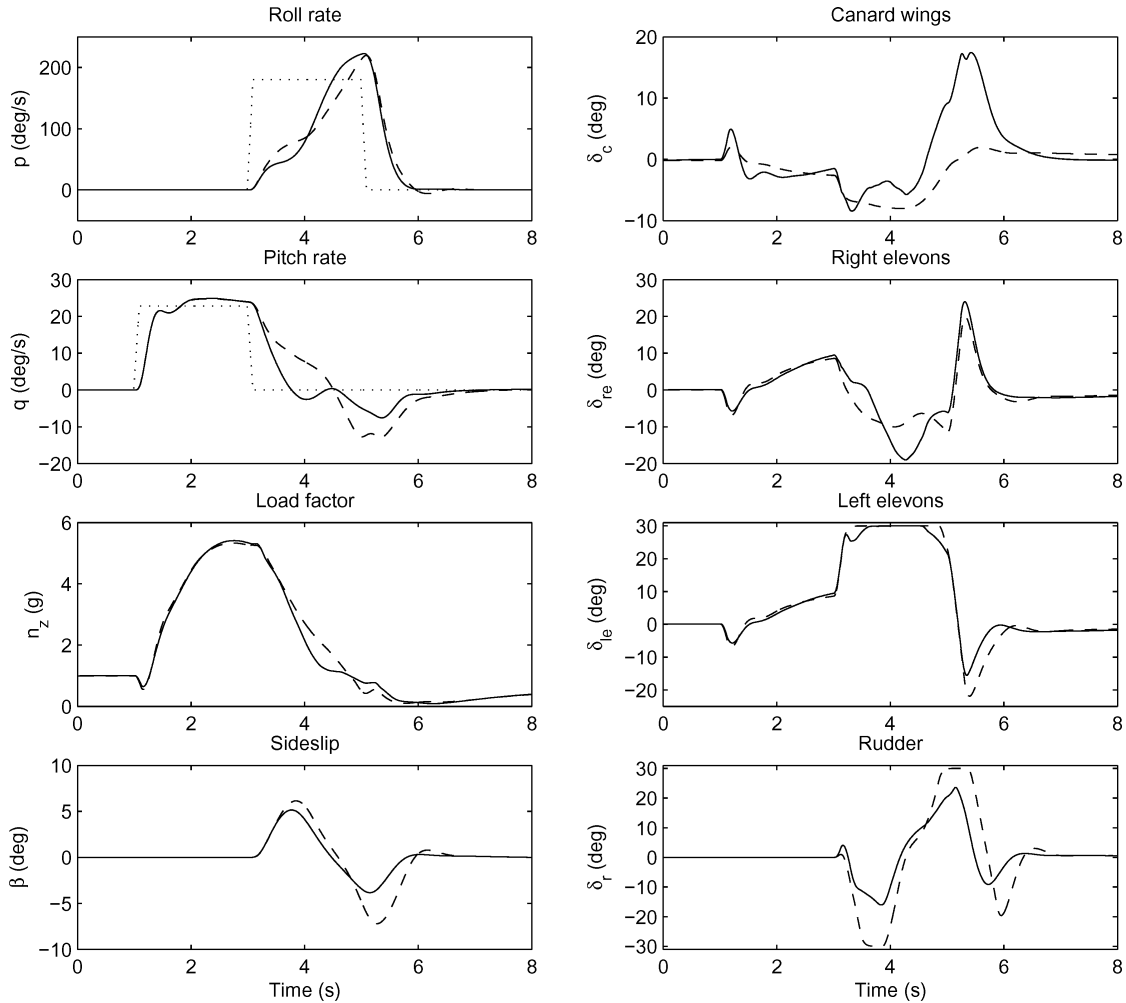 Roll rate
p (deg/s)
200
100
0
0 2 4 6 8
Canard wings
δc (deg)
20
10
0
−10
0 2 4 6 8
Pitch rate
q (deg/s)
30
20
10
0
−10
−20
0 2 4 6 8
Right elevons
δre (deg)
30
20
10
0
−10
−20
0 2 4 6 8
Load factor
nz (g)
6
4
2
0
0 2 4 6 8
Left elevons
δle (deg)
30
20
10
0
−10
−20
0 2 4 6 8
Sideslip
β (deg)
10
5
0
−5
−10
0 2 4 6 8
Time (s)
Rudder
δr (deg)
30
20
10
0
−10
−20
−30
0 2 4 6 8
Time (s)